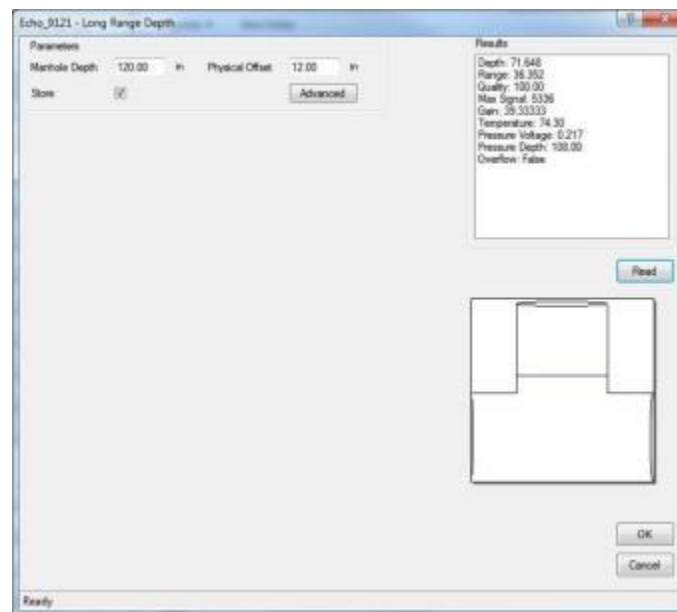 Echo_9121 - Long Range Depth
Parameters
Manhole Depth: 120.00 in Physical Offset 12.00 in
Store
Advanced
Results
Depth: 71.648
Range: 36.352
Quality: 100.00
Max Signal: 5336
Gain: 39.33333
Temperature: 74.30
Pressure Voltage: 0.217
Pressure Depth: 108.00
Overflow: False
Read
OK
Cancel
Ready